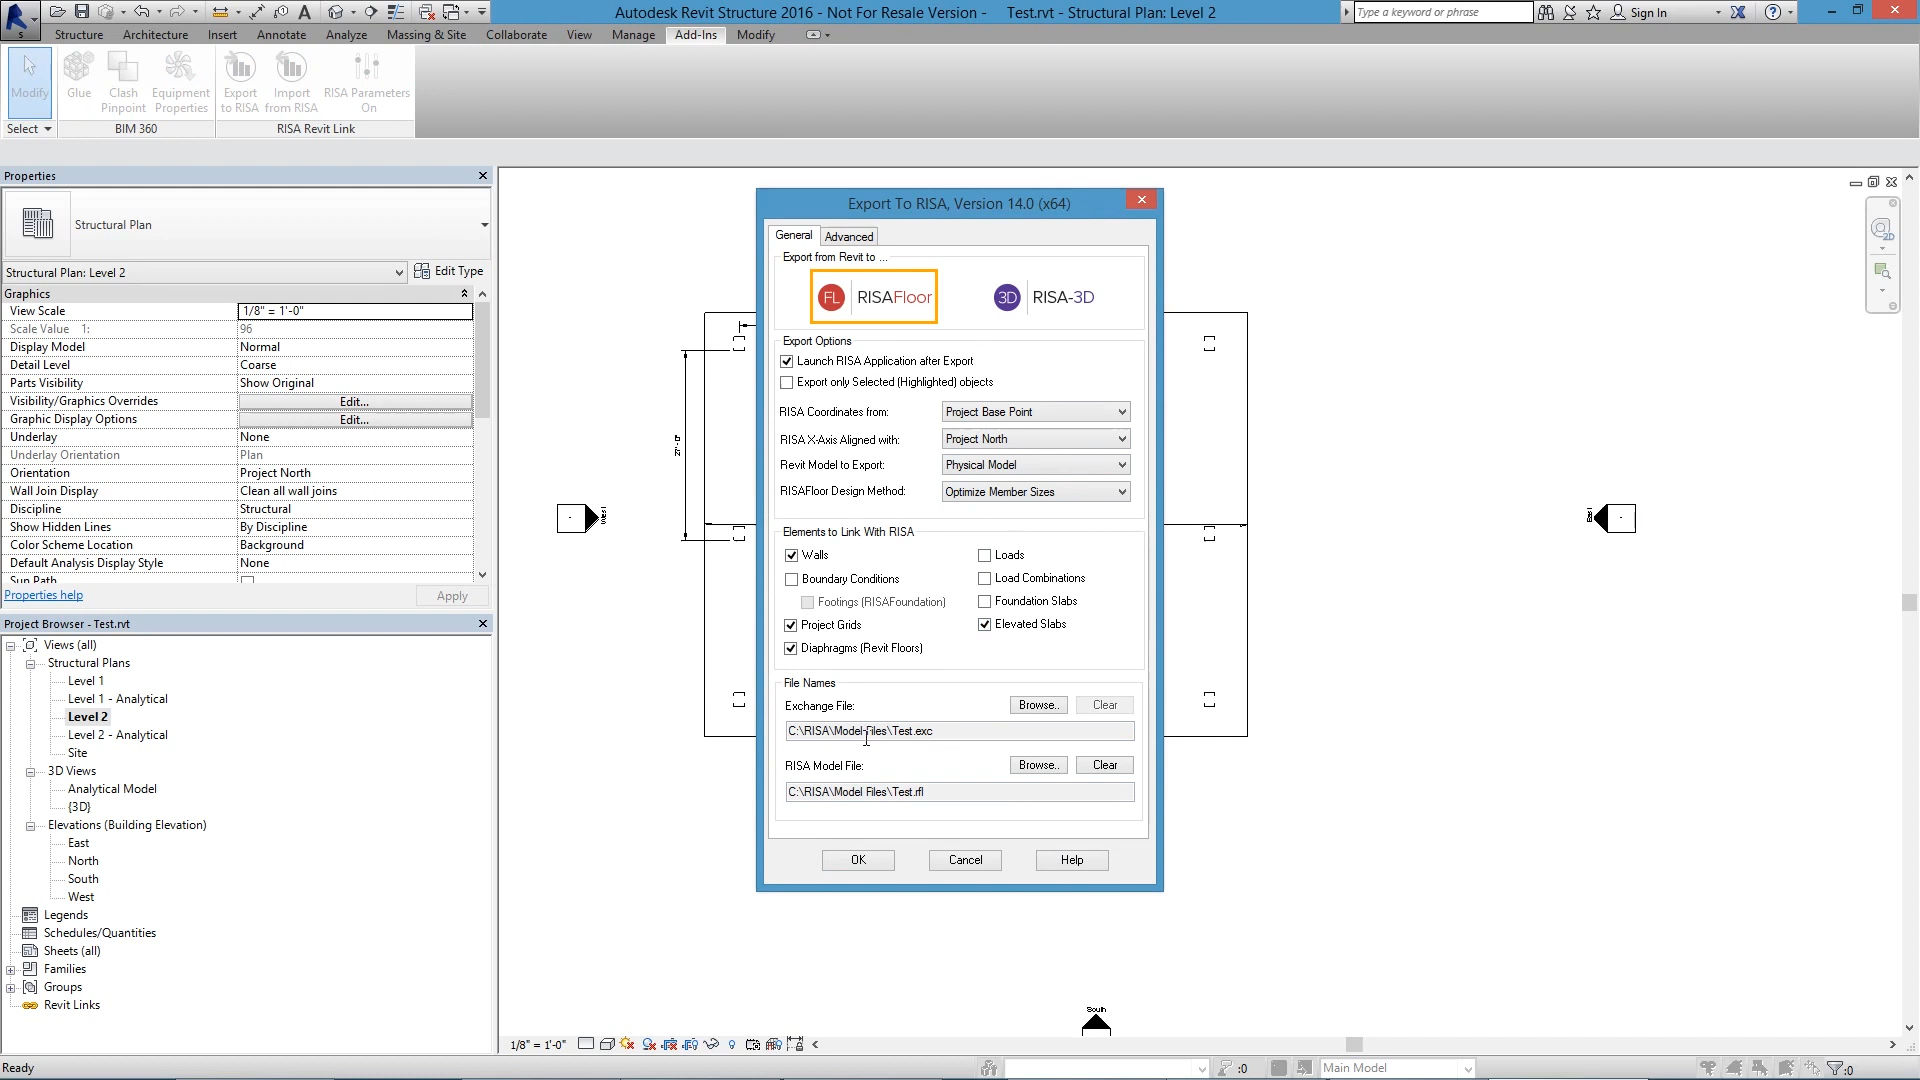 Autodesk Revit Structure 2016 - Not For Resale Version - Test.rvt - Structural Plan: Level 2
Type a keyword or phrase
Sign In
Structure Architecture Insert Annotate Analyze Massing & Site Collaborate View Manage Add-Ins Modify
Modify
Glue
Clash Pinpoint
Equipment Properties
Export to RISA
Import from RISA
RISA Parameters On
Select
BIM 360
RISA Revit Link
Properties
Structural Plan
Structural Plan: Level 2
Edit Type
Graphics
View Scale 1/8" = 1'-0"
Scale Value 1: 96
Display Model Normal
Detail Level Coarse
Parts Visibility Show Original
Visibility/Graphics Overrides Edit...
Graphic Display Options Edit...
Underlay None
Underlay Orientation Plan
Orientation Project North
Wall Join Display Clean all wall joins
Discipline Structural
Show Hidden Lines By Discipline
Color Scheme Location Background
Default Analysis Display Style None
Sun Path
Properties help
Apply
Project Browser - Test.rvt
Views (all)
Structural Plans
Level 1
Level 1 - Analytical
Level 2
Level 2 - Analytical
Site
3D Views
Analytical Model
{3D}
Elevations (Building Elevation)
East
North
South
West
Legends
Schedules/Quantities
Sheets (all)
Families
Groups
Revit Links
Export To RISA, Version 14.0 (x64)
General Advanced
Export from Revit to ...
FL RISAFloor
3D RISA-3D
Export Options
Launch RISA Application after Export
Export only Selected (Highlighted) objects
RISA Coordinates from: Project Base Point
RISA X-Axis Aligned with: Project North
Revit Model to Export: Physical Model
RISAFloor Design Method: Optimize Member Sizes
Elements to Link With RISA
Walls
Loads
Boundary Conditions
Load Combinations
Footings (RISAFoundation)
Foundation Slabs
Project Grids
Elevated Slabs
Diaphragms (Revit Floors)
File Names
Exchange File: Browse.. Clear
C:\RISA\Model Files\Test.exc
RISA Model File: Browse.. Clear
C:\RISA\Model Files\Test.rfl
OK Cancel Help
27'-0"
West
East
South
2D
1/8" = 1'-0"
Ready
:0
Main Model
:0